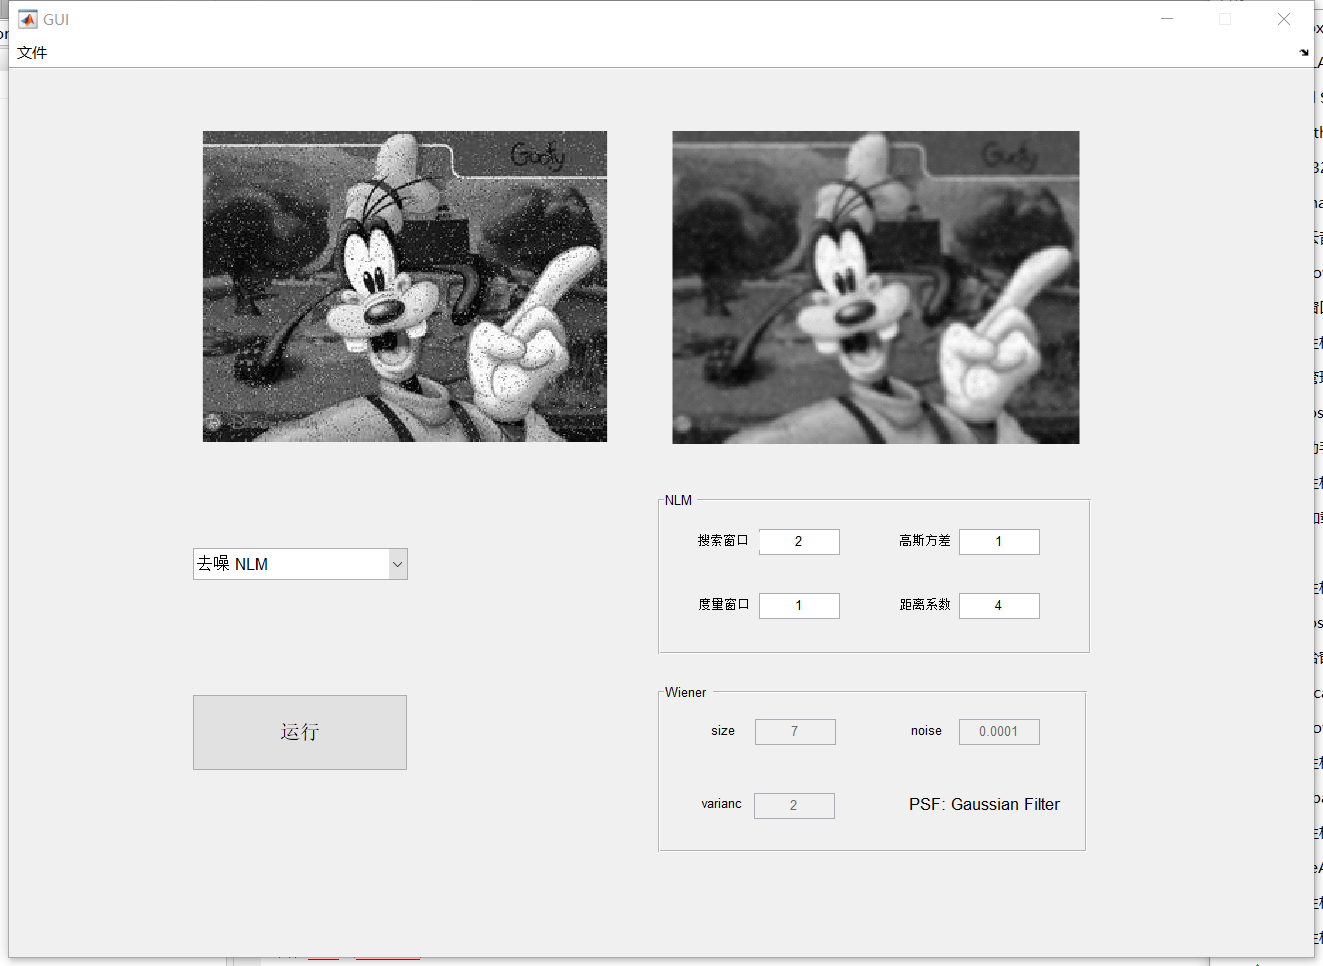 GUI
文件
Goofy
NLM
搜索窗口 2 高斯方差 1
去噪 NLM
度量窗口 1 距离系数 4
Wiener
运行
size 7 noise 0.0001
varianc 2 PSF: Gaussian Filter